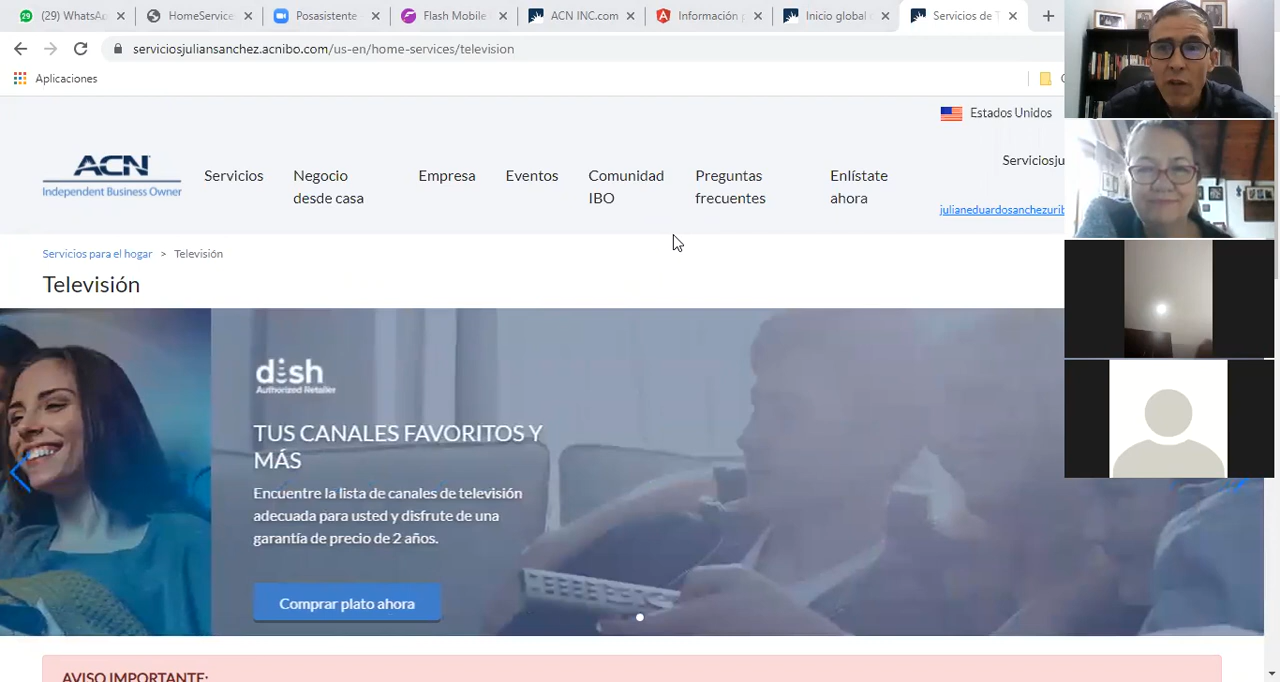 (29) WhatsA
HomeService
Posasistente
Flash Mobile
ACN INC.com
Información p
Inicio global
Servicios de T
serviciosjuliansanchez.acnibo.com/us-en/home-services/television
Aplicaciones
Estados Unidos
ACN
Independent Business Owner
Servicios
Negocio
desde casa
Empresa
Eventos
Comunidad
IBO
Preguntas
frecuentes
Enlístate
ahora
Serviciosju
julianeduardosanchezurib
Servicios para el hogar > Televisión
Televisión
dish
Authorized Retailer
TUS CANALES FAVORITOS Y
MÁS
Encuentre la lista de canales de televisión
adecuada para usted y disfrute de una
garantía de precio de 2 años.
Comprar plato ahora
AVISO IMPORTANTE: